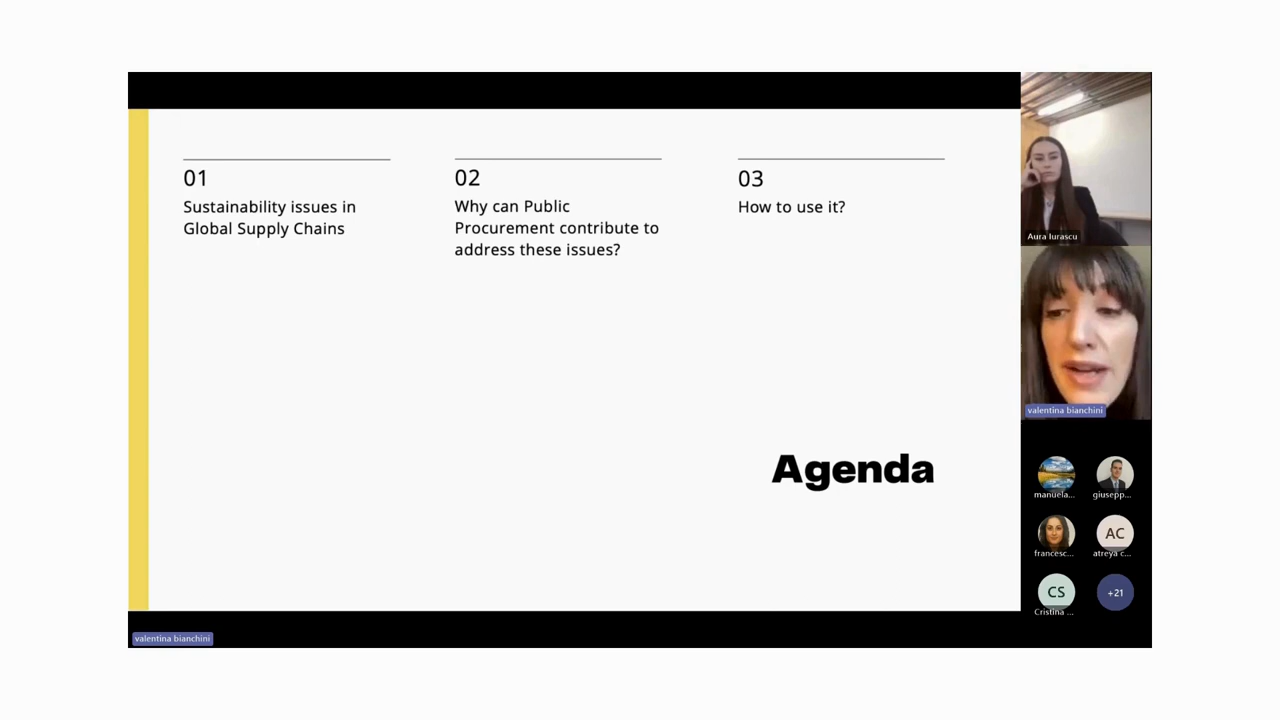 01
Sustainability issues in
Global Supply Chains
02
Why can Public
Procurement contribute to
address these issues?
03
How to use it?
Agenda
Aura Iurascu
valentina bianchini
manuela...
giusepp...
francesc...
AC
atreya c...
CS
Cristina ...
+21
valentina bianchini